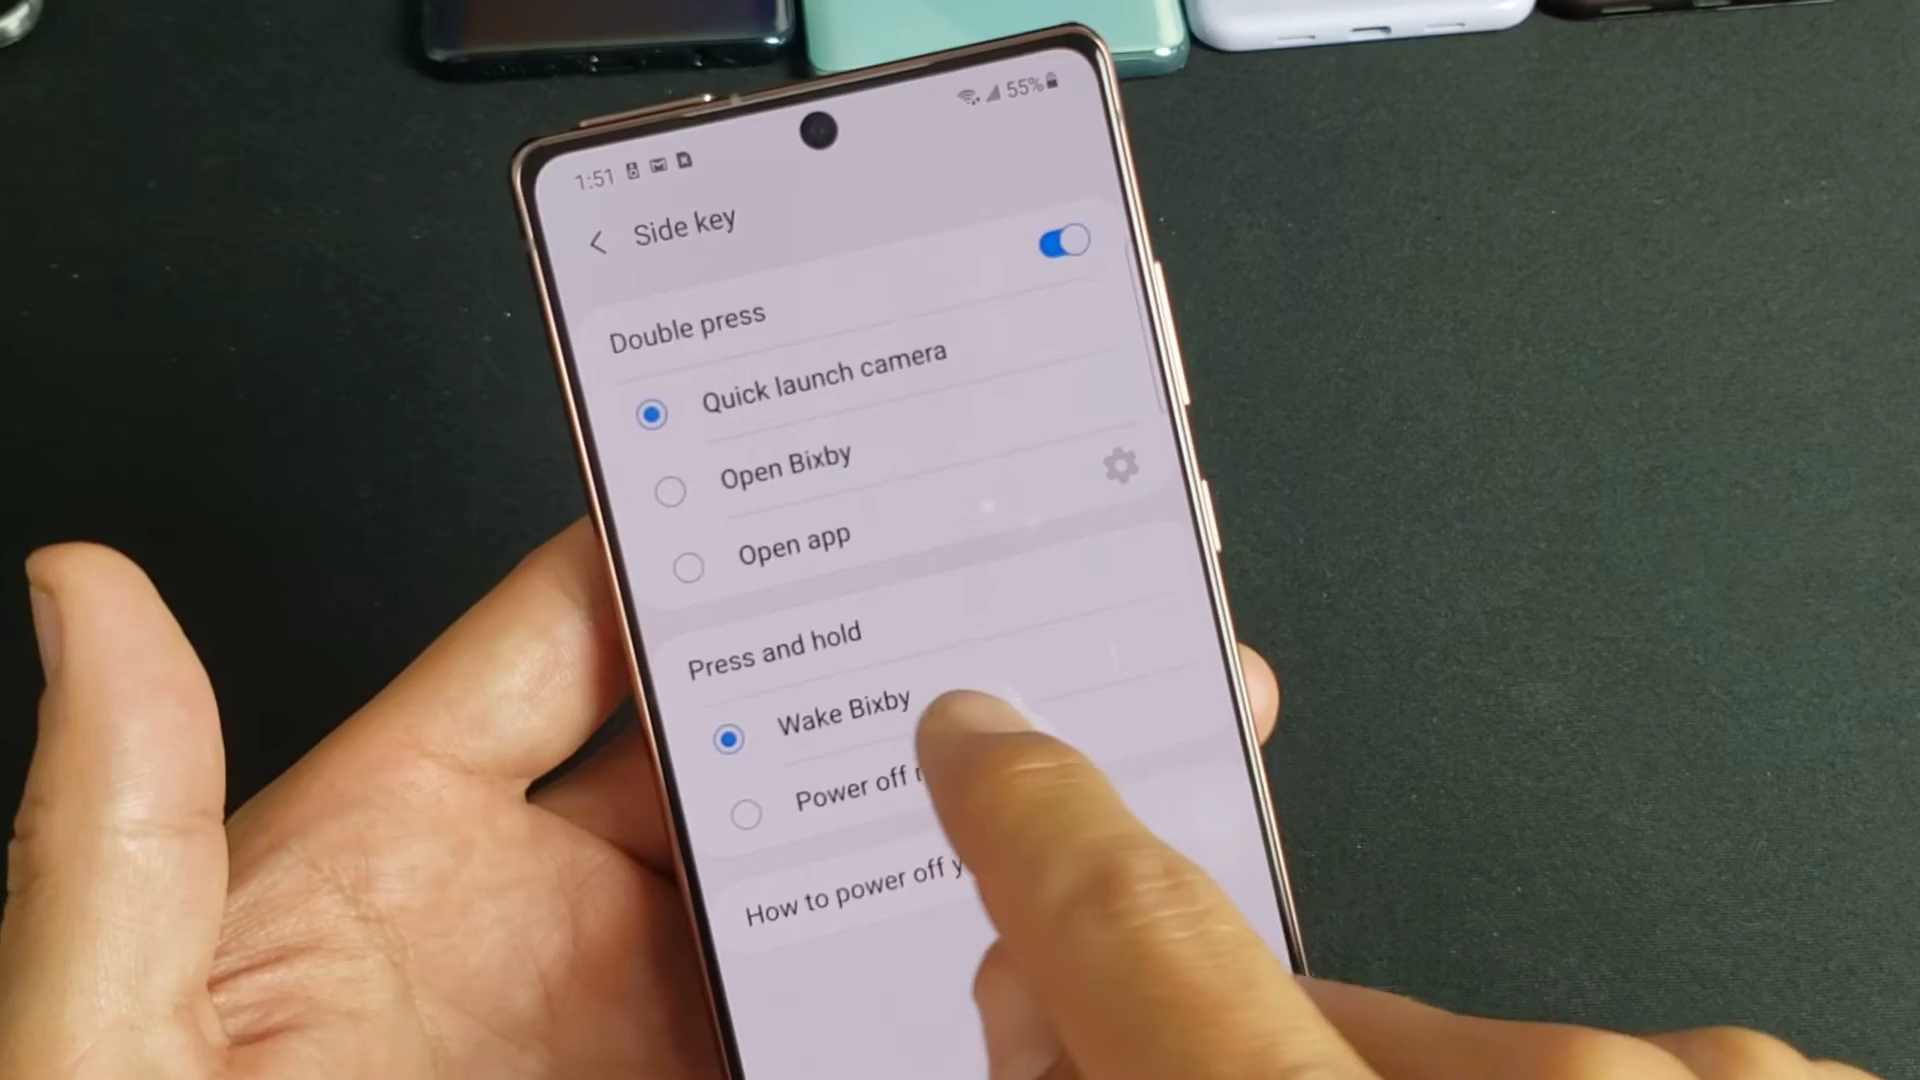 1:51 55%
Side key
Double press
Quick launch camera
Open Bixby
Open app
Press and hold
Wake Bixby
Power off
How to power off